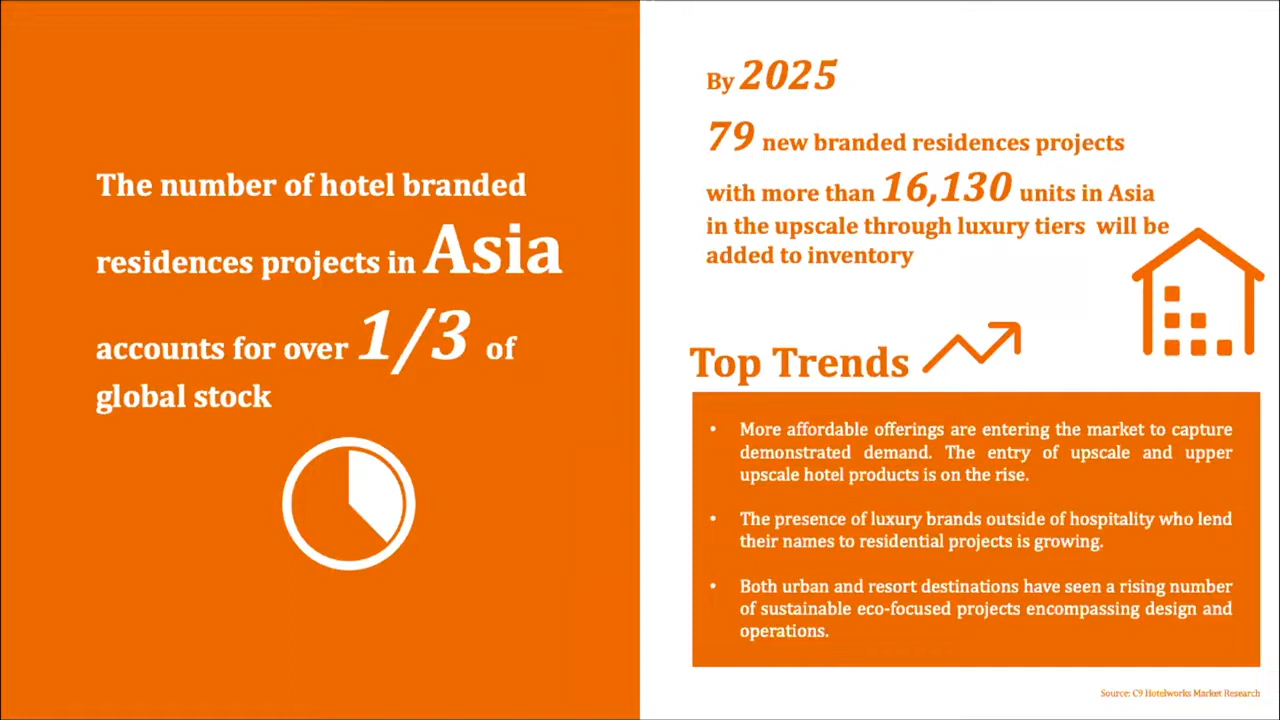 The number of hotel branded
residences projects in Asia
accounts for over 1/3 of
global stock
By 2025
79 new branded residences projects
with more than 16,130 units in Asia
in the upscale through luxury tiers will be
added to inventory
Top Trends
• More affordable offerings are entering the market to capture
demonstrated demand. The entry of upscale and upper
upscale hotel products is on the rise.
• The presence of luxury brands outside of hospitality who lend
their names to residential projects is growing.
• Both urban and resort destinations have seen a rising number
of sustainable eco-focused projects encompassing design and
operations.
Source: C9 Hotelworks Market Research